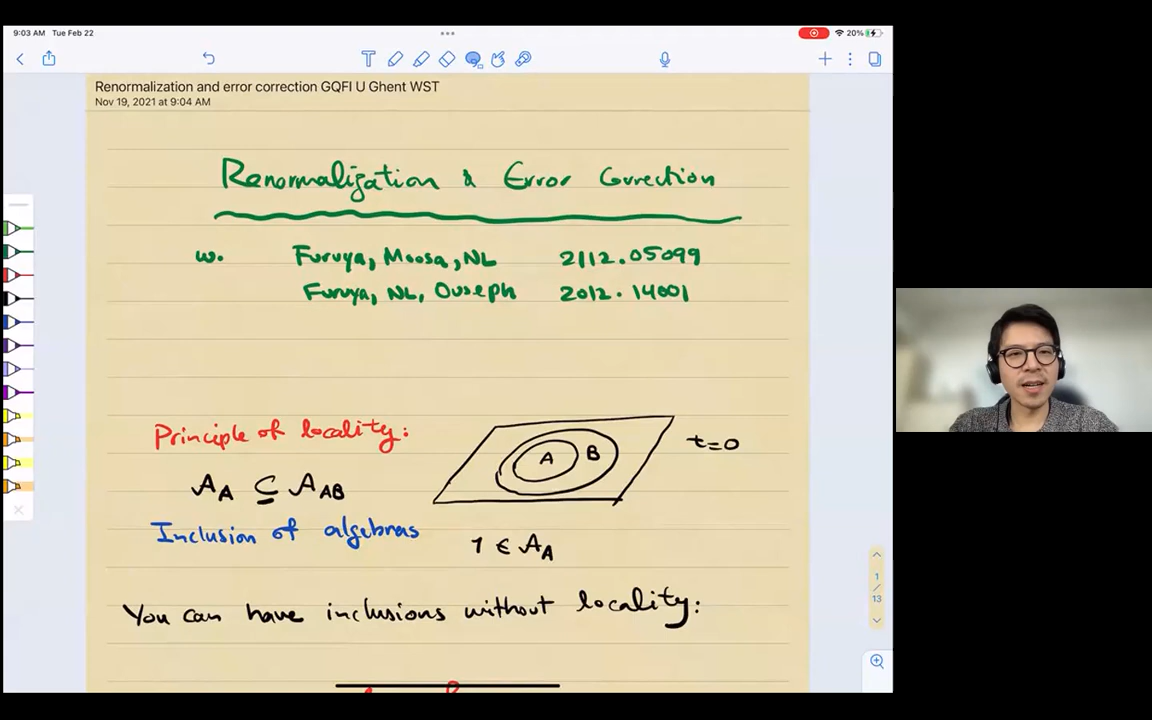 9:03 AM Tue Feb 22
20%
Renormalization and error correction GQFI U Ghent WST
Nov 19, 2021 at 9:04 AM
Renormalization & Error Correction
w. Furuya, Moosa, NL 2112.05099
Furuya, NL, Ouseph 2012.14001
Principle of locality:
A B t=0
A_A ⊆ A_AB
Inclusion of algebras
1 ∈ A_A
You can have inclusions without locality:
1
/
13